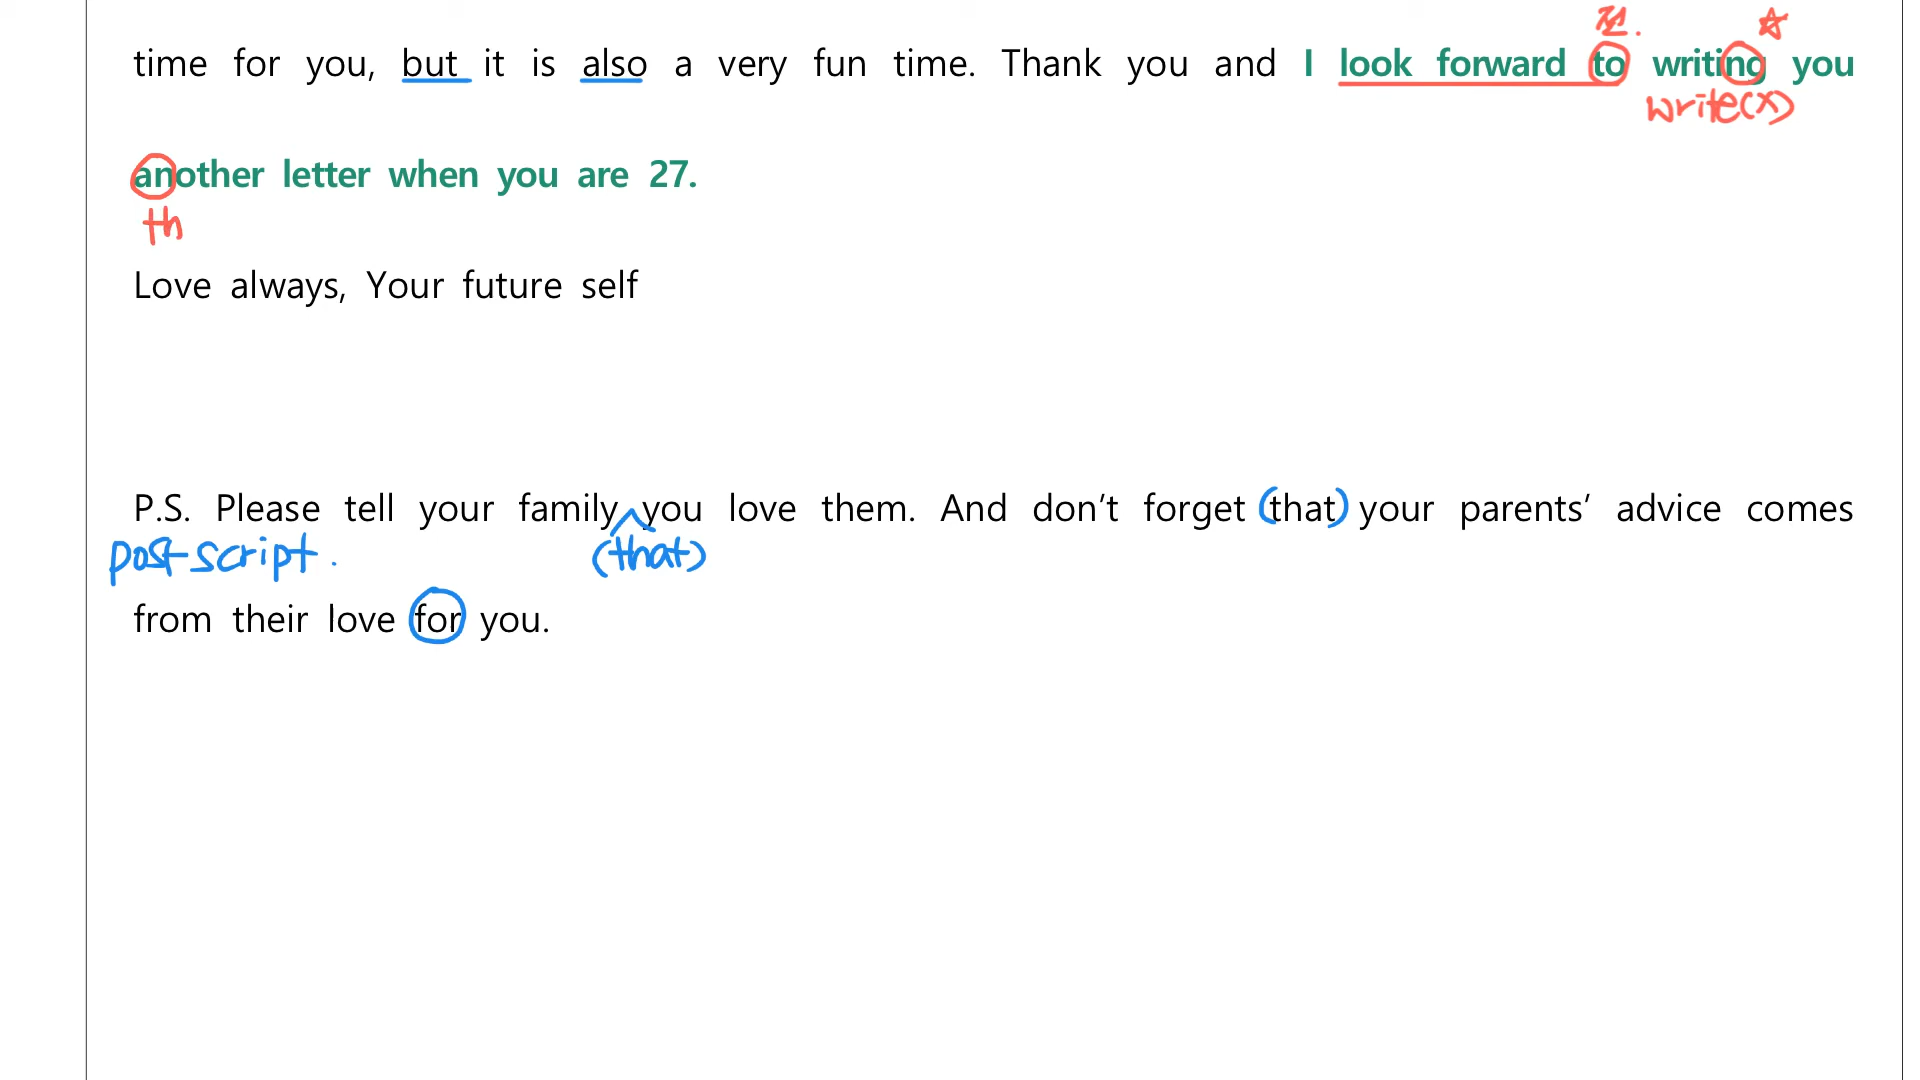 전.
time for you, but it is also a very fun time. Thank you and I look forward to writing you
write(x)
another letter when you are 27.
th
Love always, Your future self
P.S. Please tell your family you love them. And don't forget (that) your parents' advice comes
postscript. (that)
from their love for you.